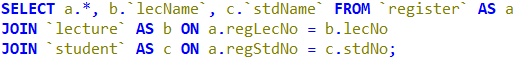 SELECT a.*, b.`lecName`, c.`stdName` FROM `register` AS a
JOIN `lecture` AS b ON a.regLecNo = b.lecNo
JOIN `student` AS c ON a.regStdNo = c.stdNo;